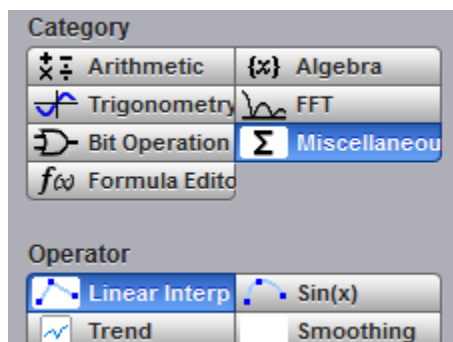 Category
Arithmetic {x} Algebra
Trigonometry FFT
Bit Operation Σ Miscellaneou
f(x) Formula Edito
Operator
Linear Interp Sin(x)
Trend Smoothing